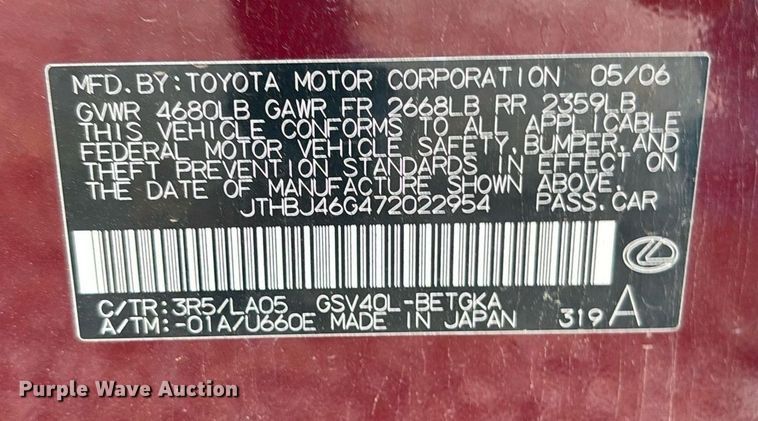 MFD.BY:TOYOTA MOTOR CORPORATION 05/06
GVWR 4680LB GAWR FR 2668LB RR 2359LB
THIS VEHICLE CONFORMS TO ALL APPLICABLE
FEDERAL MOTOR VEHICLE SAFETY, BUMPER, AND
THEFT PREVENTION STANDARDS IN EFFECT ON
THE DATE OF MANUFACTURE SHOWN ABOVE.
JTHBJ46G472022954 PASS.CAR
C/TR:3R5/LA05 GSV40L-BETGKA
A/TM:-01A/U660E MADE IN JAPAN 319 A
Purple Wave Auction